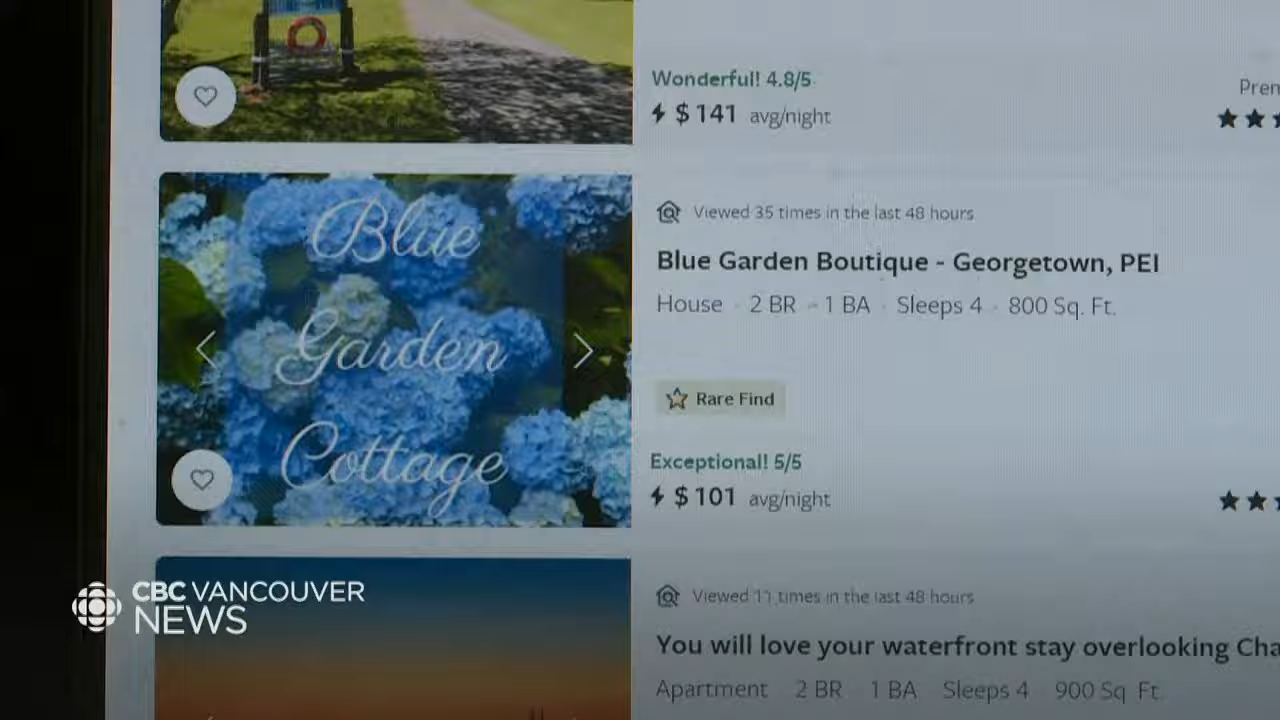 Wonderful! 4.8/5
$141 avg/night
Blue
Garden
Cottage
Viewed 35 times in the last 48 hours
Blue Garden Boutique - Georgetown, PEI
House · 2 BR · 1 BA · Sleeps 4 · 800 Sq. Ft.
Rare Find
Exceptional! 5/5
$101 avg/night
Viewed 11 times in the last 48 hours
You will love your waterfront stay overlooking
Apartment 2 BR 1 BA Sleeps 4 900 Sq Ft
CBC VANCOUVER
NEWS